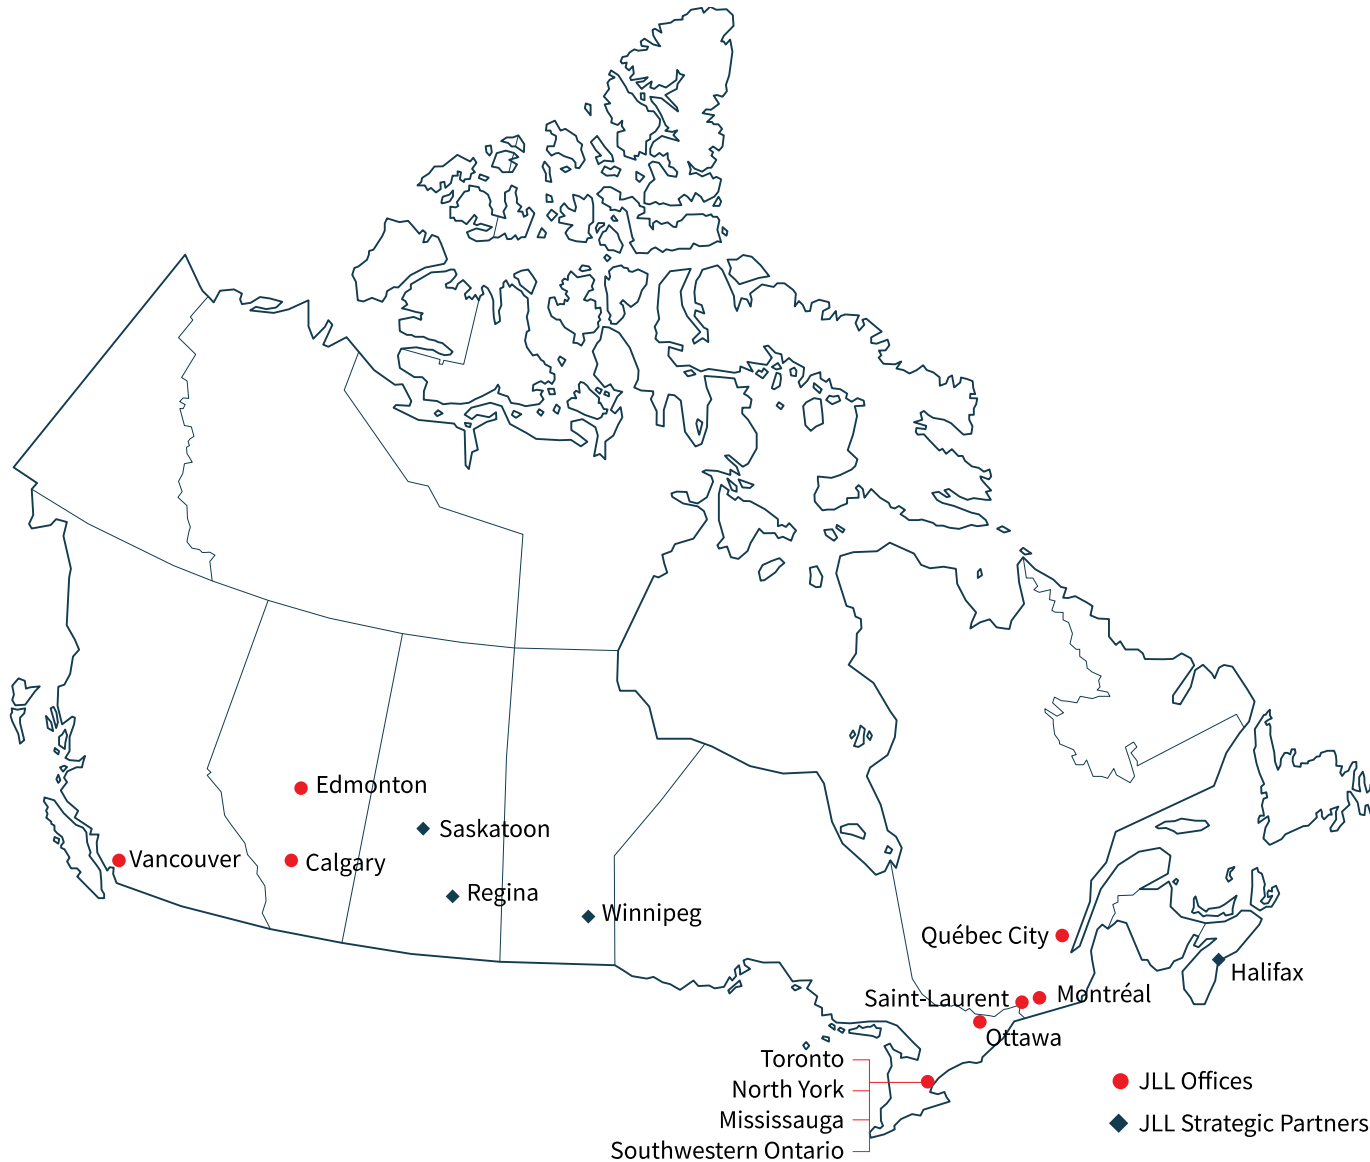 Edmonton
Saskatoon
Vancouver
Calgary
Regina
Winnipeg
Québec City
Halifax
Saint-Laurent
Montréal
Ottawa
Toronto
North York
Mississauga
Southwestern Ontario
JLL Offices
JLL Strategic Partners